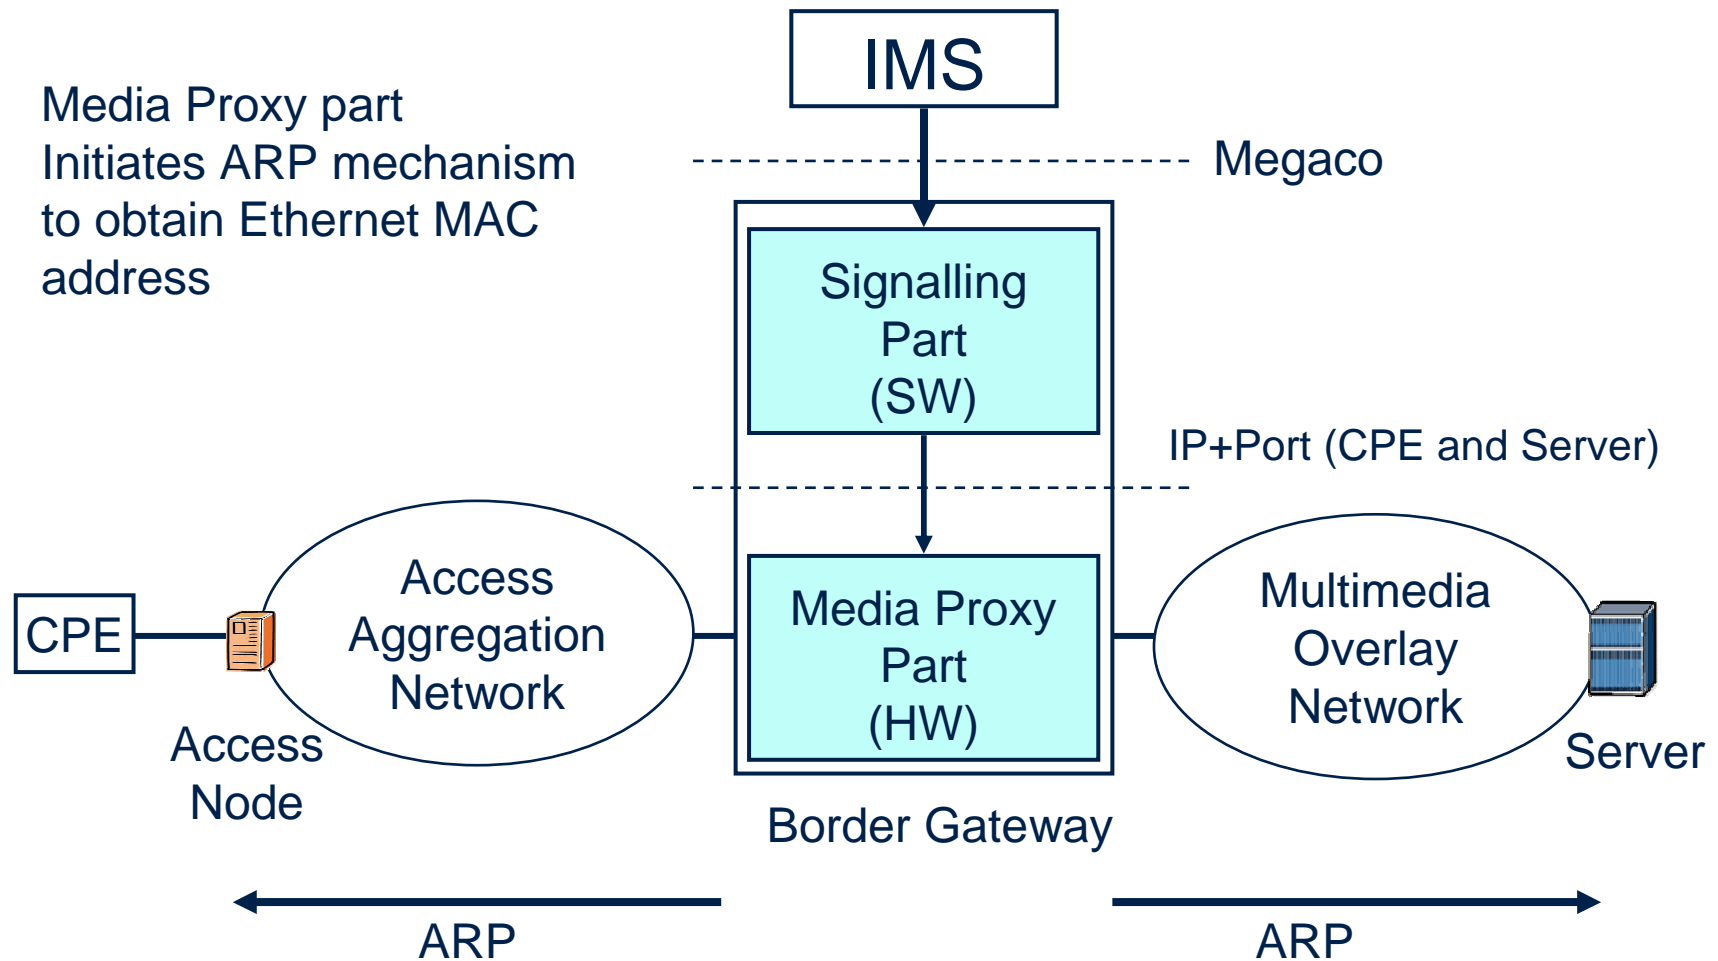 IMS
Media Proxy part
Initiates ARP mechanism
to obtain Ethernet MAC
address
Megaco
Signalling
Part
(SW)
IP+Port (CPE and Server)
CPE
Access
Aggregation
Network
Media Proxy
Part
(HW)
Multimedia
Overlay
Network
Access
Node
Server
Border Gateway
ARP
ARP